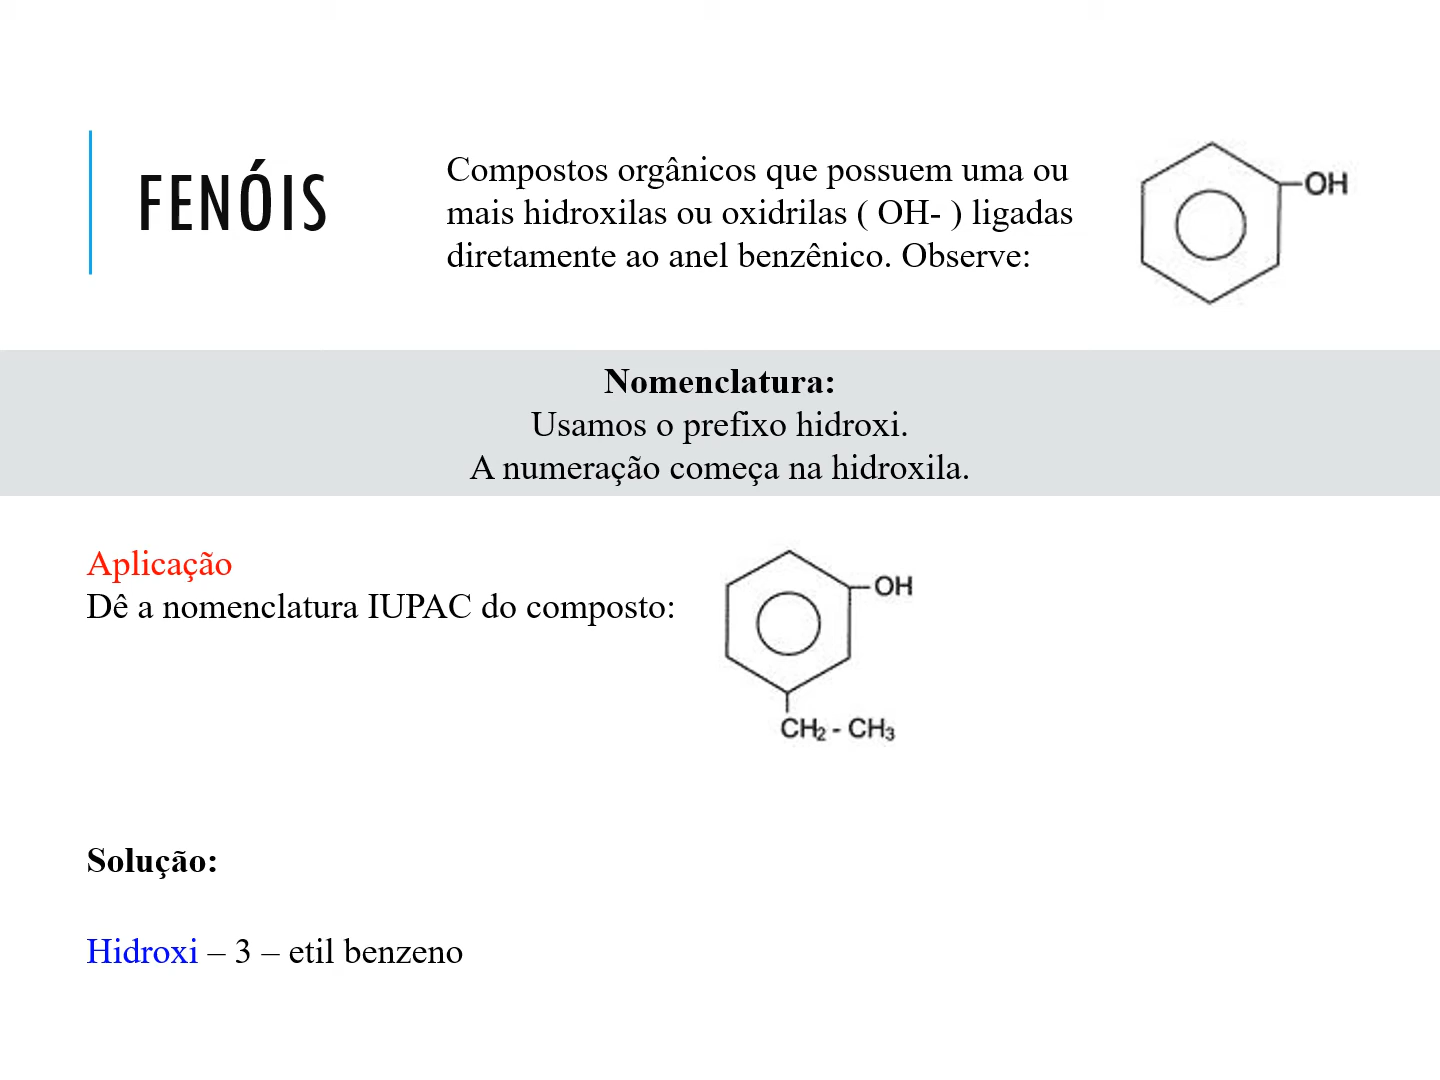 FENÓIS
Compostos orgânicos que possuem uma ou
mais hidroxilas ou oxidrilas ( OH- ) ligadas
diretamente ao anel benzênico. Observe:
OH
Nomenclatura:
Usamos o prefixo hidroxi.
A numeração começa na hidroxila.
Aplicação
Dê a nomenclatura IUPAC do composto:
OH
CH₂ - CH₃
Solução:
Hidroxi – 3 – etil benzeno